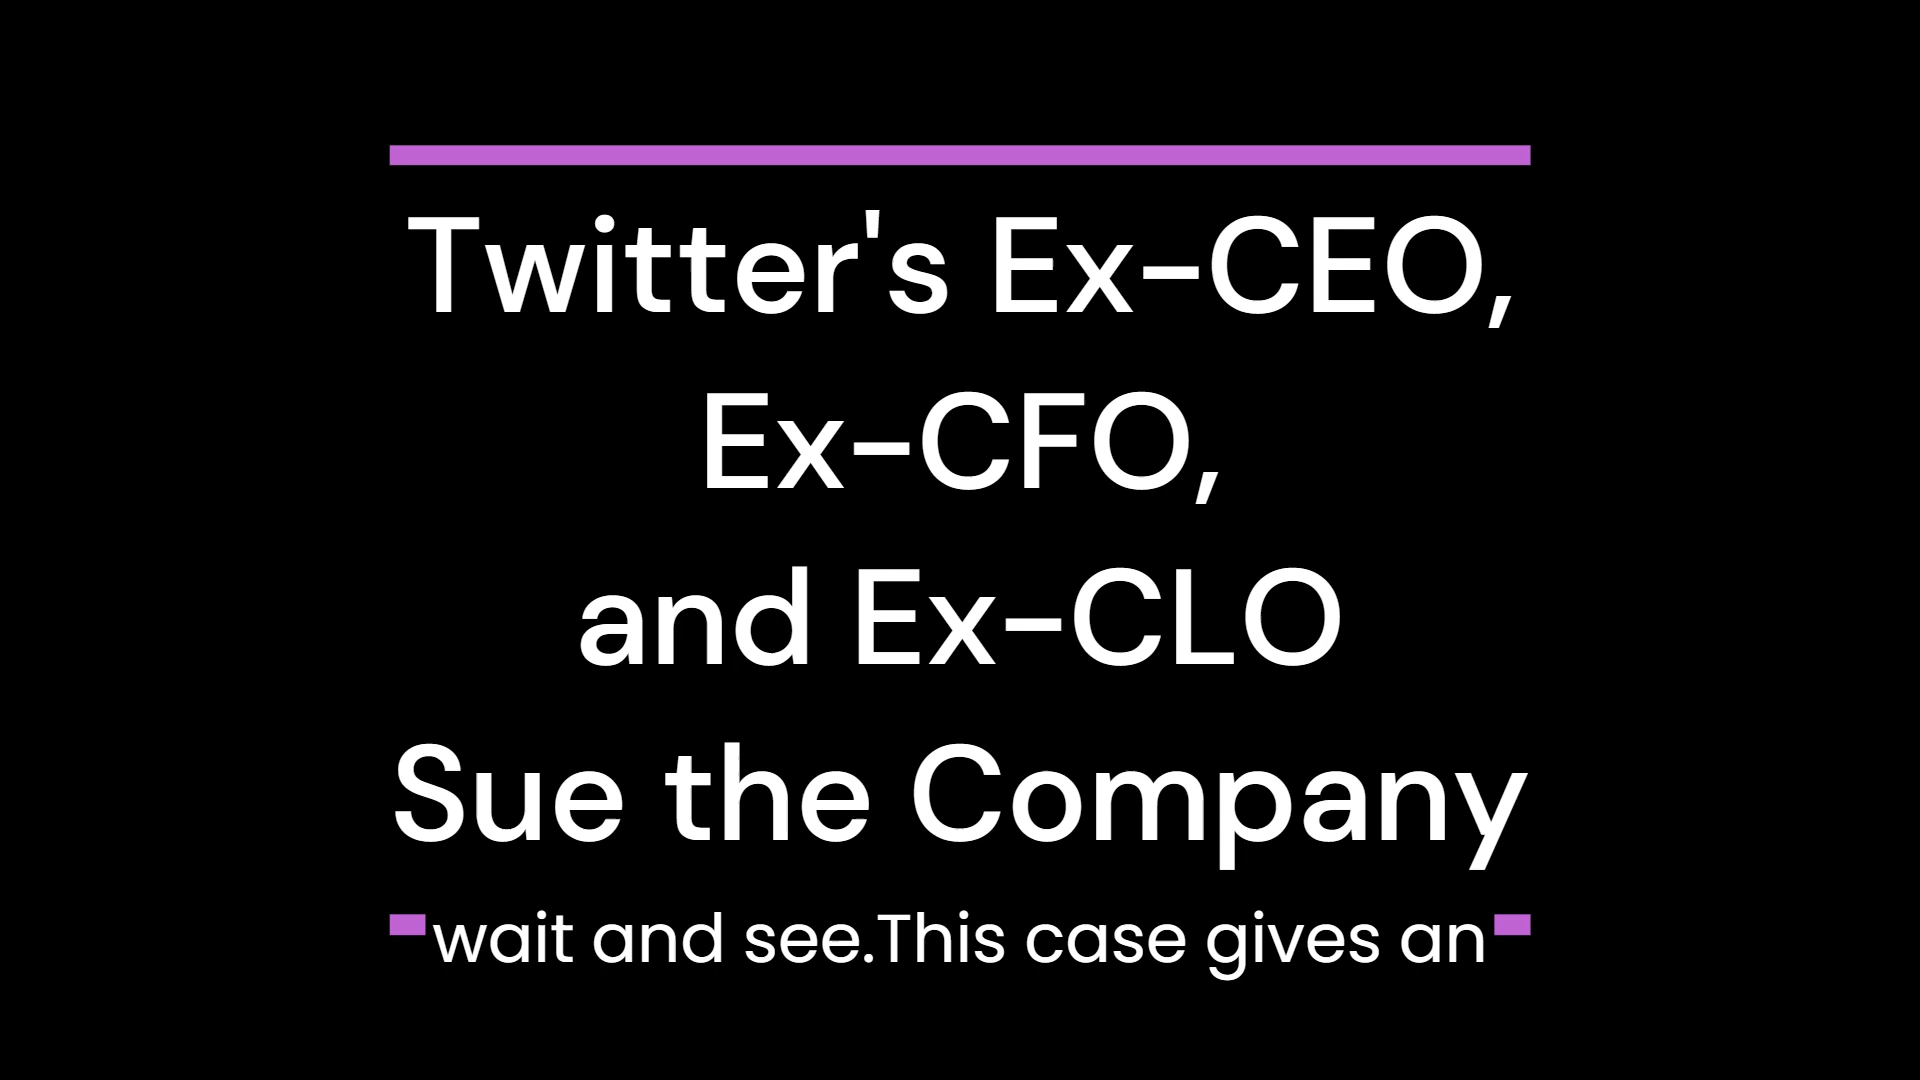 Twitter's Ex-CEO,
Ex-CFO,
and Ex-CLO
Sue the Company
wait and see.This case gives an